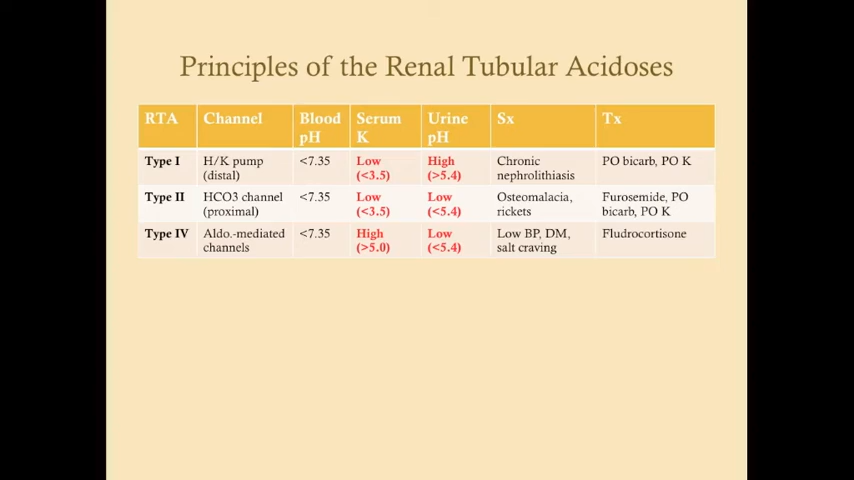 Principles of the Renal Tubular Acidoses
RTA Channel Blood pH Serum K Urine pH Sx Tx
Type I H/K pump (distal) <7.35 Low (<3.5) High (>5.4) Chronic nephrolithiasis PO bicarb, PO K
Type II HCO3 channel (proximal) <7.35 Low (<3.5) Low (<5.4) Osteomalacia, rickets Furosemide, PO bicarb, PO K
Type IV Aldo.-mediated channels <7.35 High (>5.0) Low (<5.4) Low BP, DM, salt craving Fludrocortisone